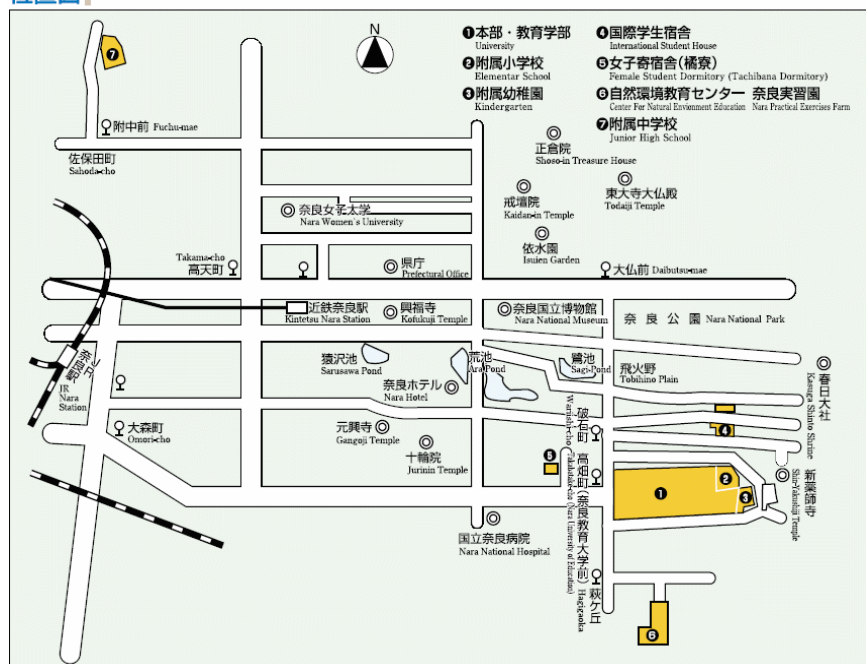 N
❶本部・教育学部
University
❷附属小学校
Elementar School
❸附属幼稚園
Kindergarten
❹国際学生宿舎
International Student House
❺女子寄宿舎(橘寮)
Female Student Dormitory (Tachibana Dormitory)
❻自然環境教育センター 奈良実習園
Center For Natural Envionment Education Nara Practical Exercises Farm
❼附属中学校
Junior High School
❼
附中前 Fuchu-mae
佐保田町
Sahoda-cho
正倉院
Shoso-in Treasure House
戒壇院
Kaidan-in Temple
東大寺大仏殿
Todaiji Temple
奈良女子大学
Nara Women's University
依水園
Isuien Garden
Takama-cho
高天町
県庁
Prefectural Office
大仏前 Daibutsu-mae
近鉄奈良駅
Kintetsu Nara Station
興福寺
Kofukuji Temple
奈良国立博物館
Nara National Museum
奈良公園 Nara National Park
JR奈良駅
JR
Nara
Station
猿沢池
Sarusawa Pond
荒池
Ara Pond
鷺池
Sagi-Pond
飛火野
Tobihino Plain
奈良ホテル
Nara Hotel
春日大社
Kasuga Shinto Shrine
大森町
Omori-cho
元興寺
Gangoji Temple
十輪院
Jurinin Temple
破石町
Wariishi-cho
❹
❺
高畑町(奈良教育大学前)
Takabatake-cho (Nara University of Education)
❶
❷
❸
新薬師寺
Shin-Yakushiji Temple
国立奈良病院
Nara National Hospital
萩ケ丘
Hagigaoka
❻